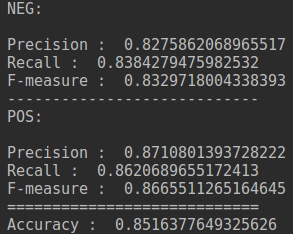 NEG:
Precision :  0.8275862068965517
Recall :  0.8384279475982532
F-measure :  0.8329718004338393
----------------------------
POS:
Precision :  0.8710801393728222
Recall :  0.8620689655172413
F-measure :  0.8665511265164645
============================
Accuracy :  0.8516377649325626